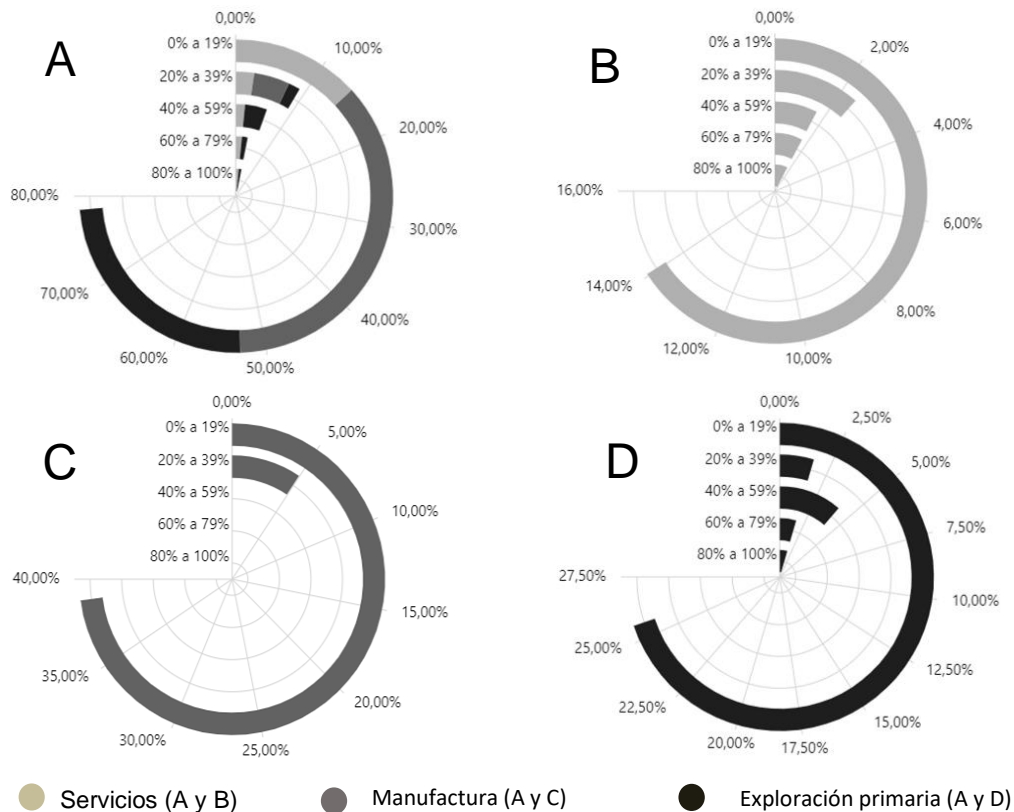 A
0,00%
0% a 19%
20% a 39%
40% a 59%
60% a 79%
80% a 100%
10,00%
20,00%
30,00%
40,00%
50,00%
60,00%
70,00%
80,00%
B
0,00%
0% a 19%
20% a 39%
40% a 59%
60% a 79%
80% a 100%
2,00%
4,00%
6,00%
8,00%
10,00%
12,00%
14,00%
16,00%
C
0,00%
0% a 19%
20% a 39%
40% a 59%
60% a 79%
80% a 100%
5,00%
10,00%
15,00%
20,00%
25,00%
30,00%
35,00%
40,00%
D
0,00%
0% a 19%
20% a 39%
40% a 59%
60% a 79%
80% a 100%
2,50%
5,00%
7,50%
10,00%
12,50%
15,00%
17,50%
20,00%
22,50%
25,00%
27,50%
Servicios (A y B)
Manufactura (A y C)
Exploración primaria (A y D)